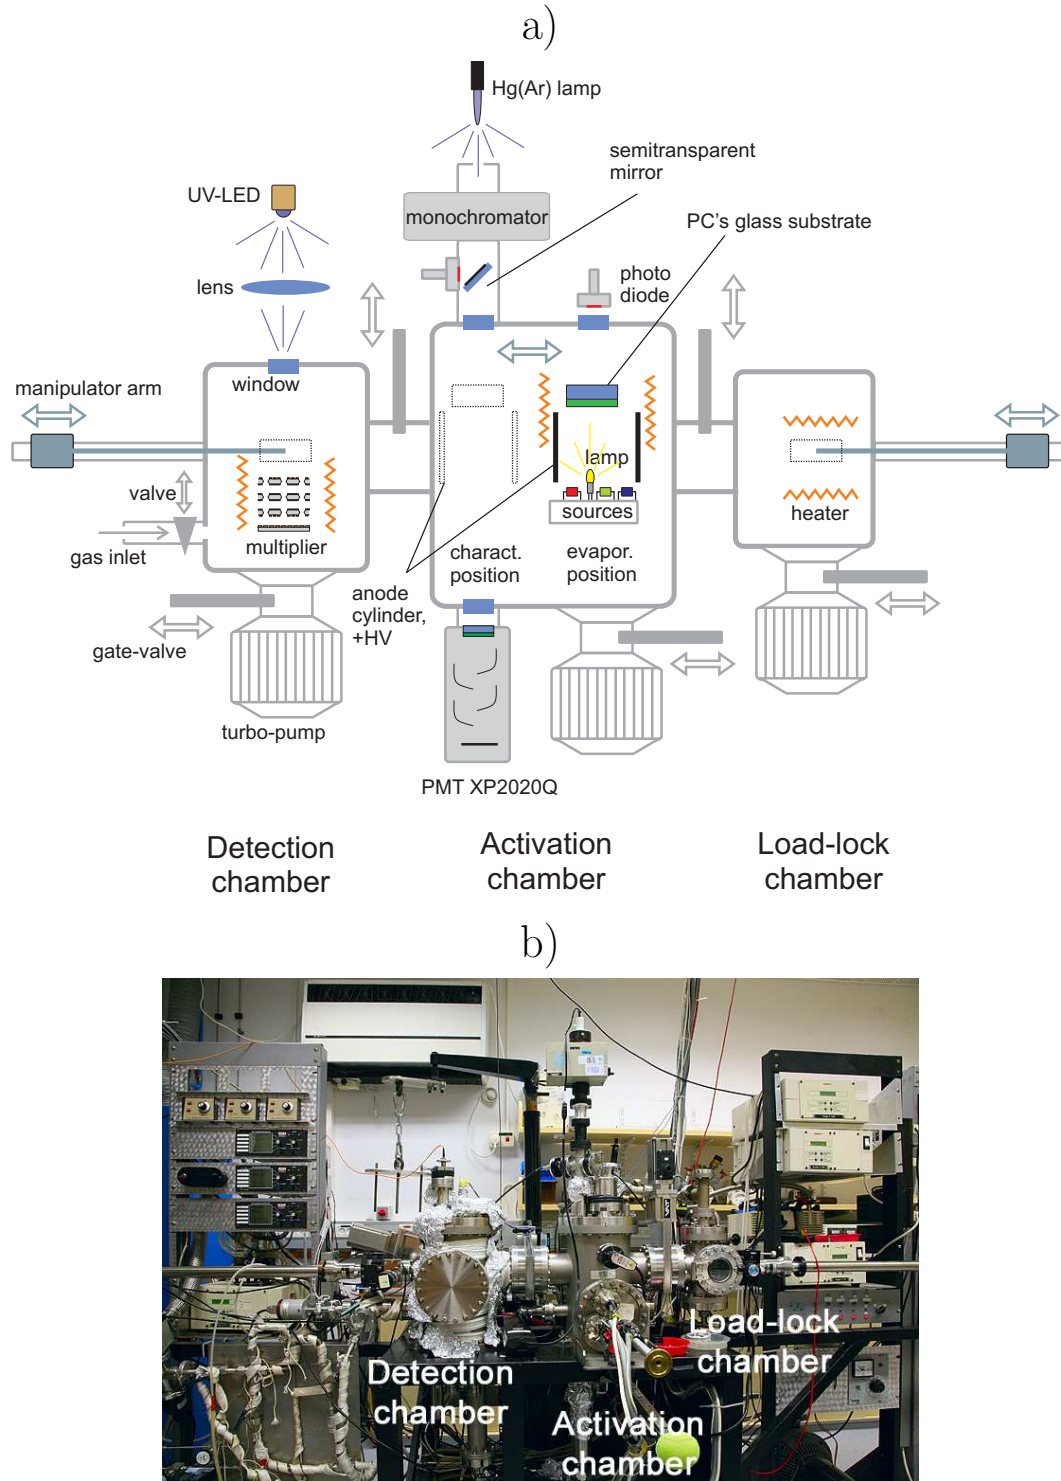 a)
Hg(Ar) lamp
semitransparent
mirror
UV-LED
monochromator
PC's glass substrate
lens
photo
diode
window
manipulator arm
lamp
valve
sources
heater
gas inlet
multiplier
charact.
position
evapor.
position
anode
cylinder,
+HV
gate-valve
turbo-pump
PMT XP2020Q
Detection
chamber
Activation
chamber
Load-lock
chamber
b)
Load-lock
chamber
Detection
chamber
Activation
chamber